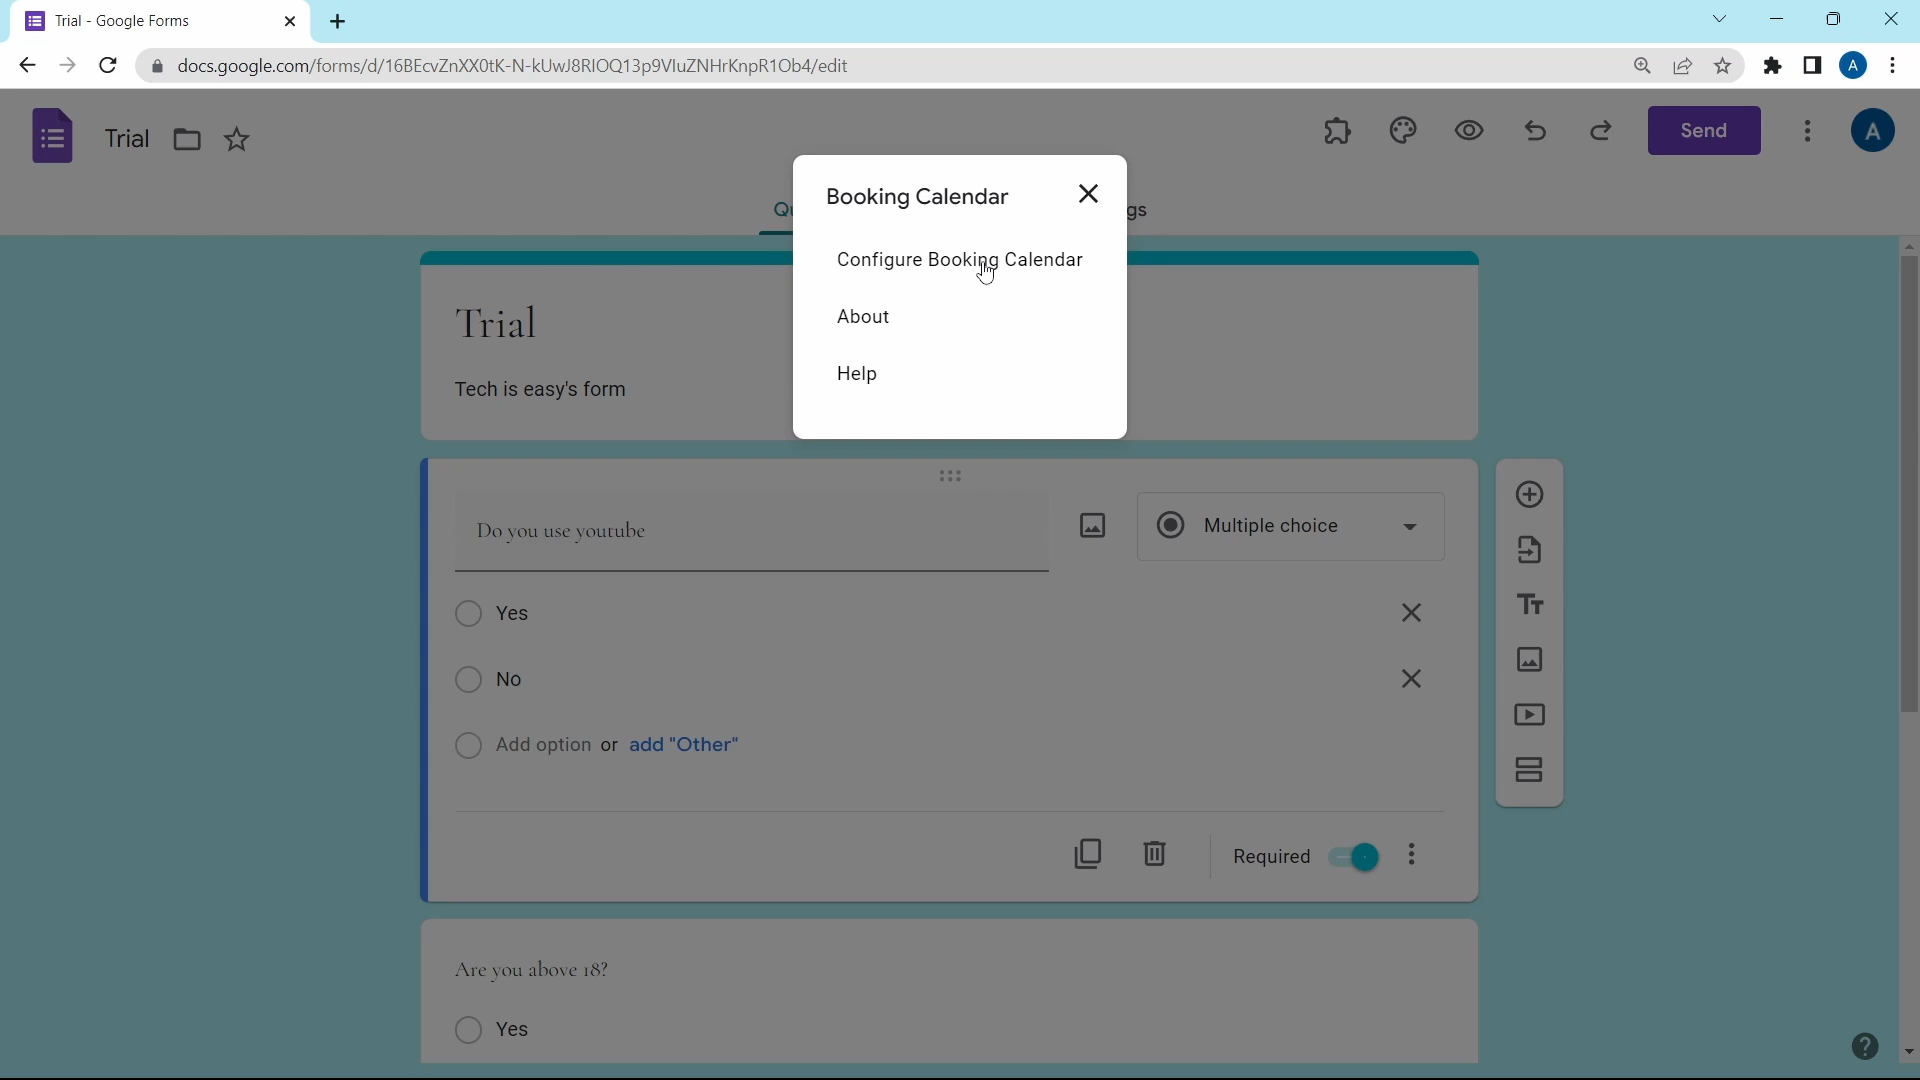 Trial - Google Forms
docs.google.com/forms/d/16BEcvZnXX0tK-N-kUwJ8RIOQ13p9VIuZNHrKnpR1Ob4/edit
A
Trial
Send
A
Qu
gs
Booking Calendar
Configure Booking Calendar
About
Help
Trial
Tech is easy's form
Do you use youtube
Multiple choice
Yes
No
Add option or add "Other"
Required
Are you above 18?
Yes